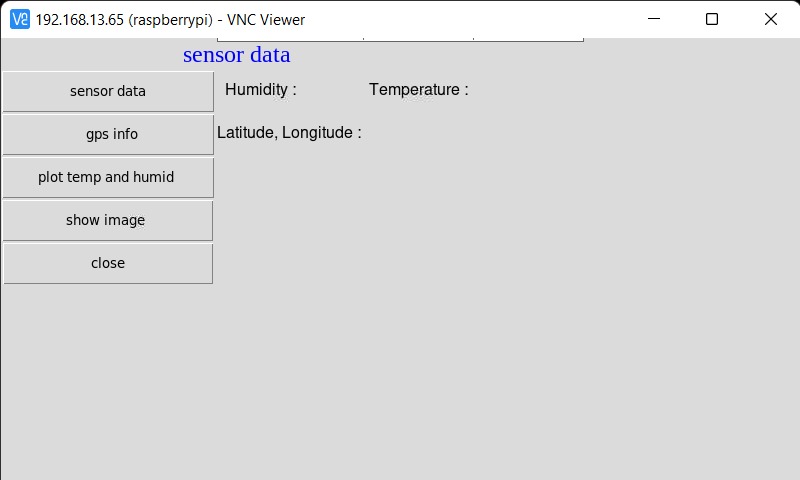 192.168.13.65 (raspberrypi) - VNC Viewer
sensor data
sensor data Humidity : Temperature :
gps info Latitude, Longitude :
plot temp and humid
show image
close